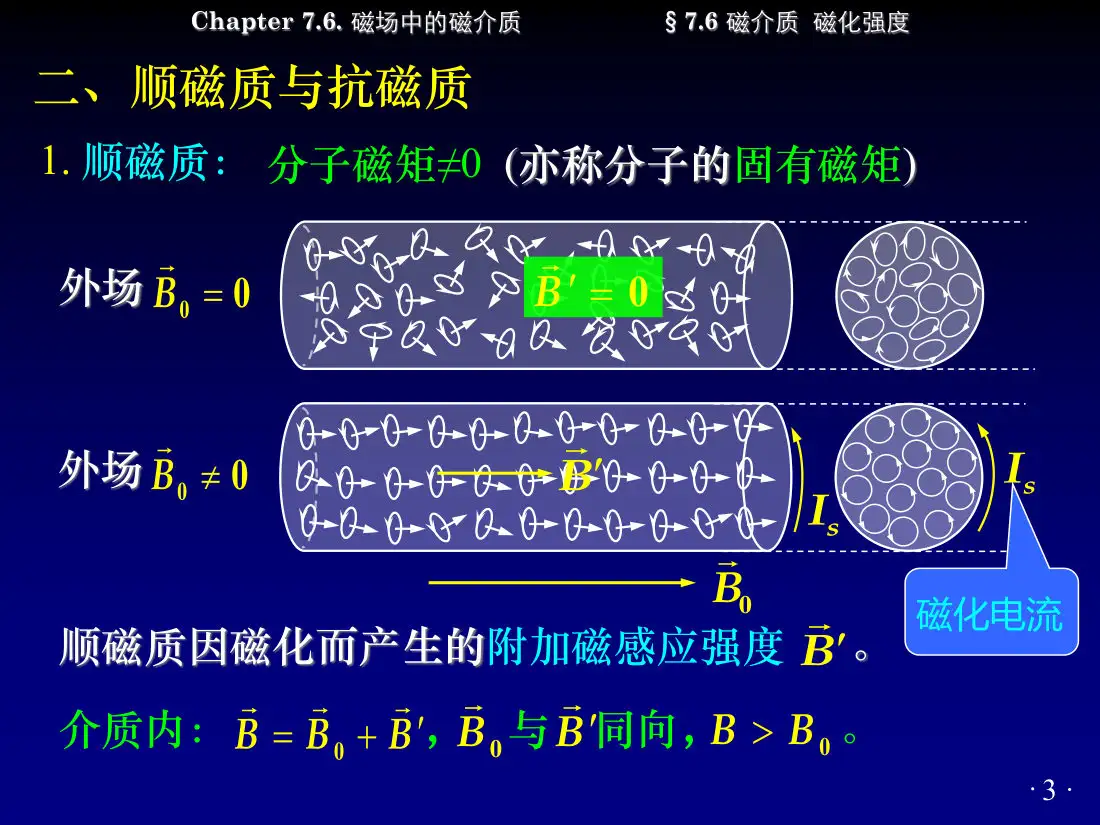 Chapter 7.6. 磁场中的磁介质 §7.6 磁介质 磁化强度
二、顺磁质与抗磁质
1. 顺磁质： 分子磁矩≠0 (亦称分子的固有磁矩)
外场 B⃗₀ = 0
B⃗′ = 0
外场 B⃗₀ ≠ 0
B⃗′
Iₛ
Iₛ
B⃗₀
磁化电流
顺磁质因磁化而产生的附加磁感应强度 B⃗′。
介质内： B⃗ = B⃗₀ + B⃗′, B⃗₀与B⃗′同向, B > B₀。
·3·